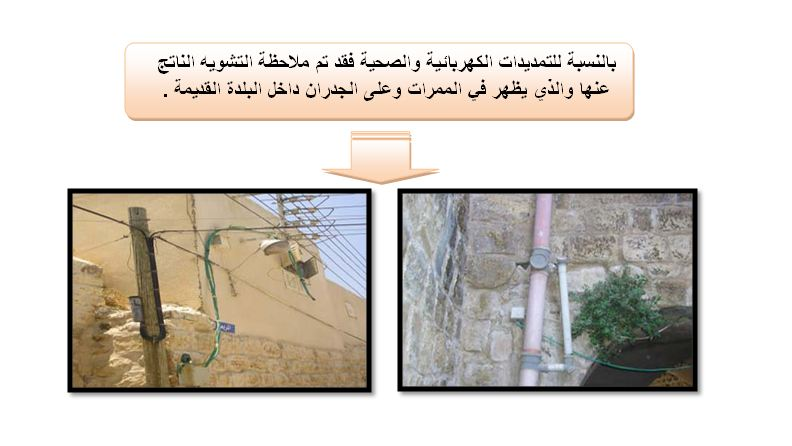 بالنسبة للتمديدات الكهربائية والصحية فقد تم ملاحظة التشويه الناتج
عنها والذي يظهر في الممرات وعلى الجدران داخل البلدة القديمة .